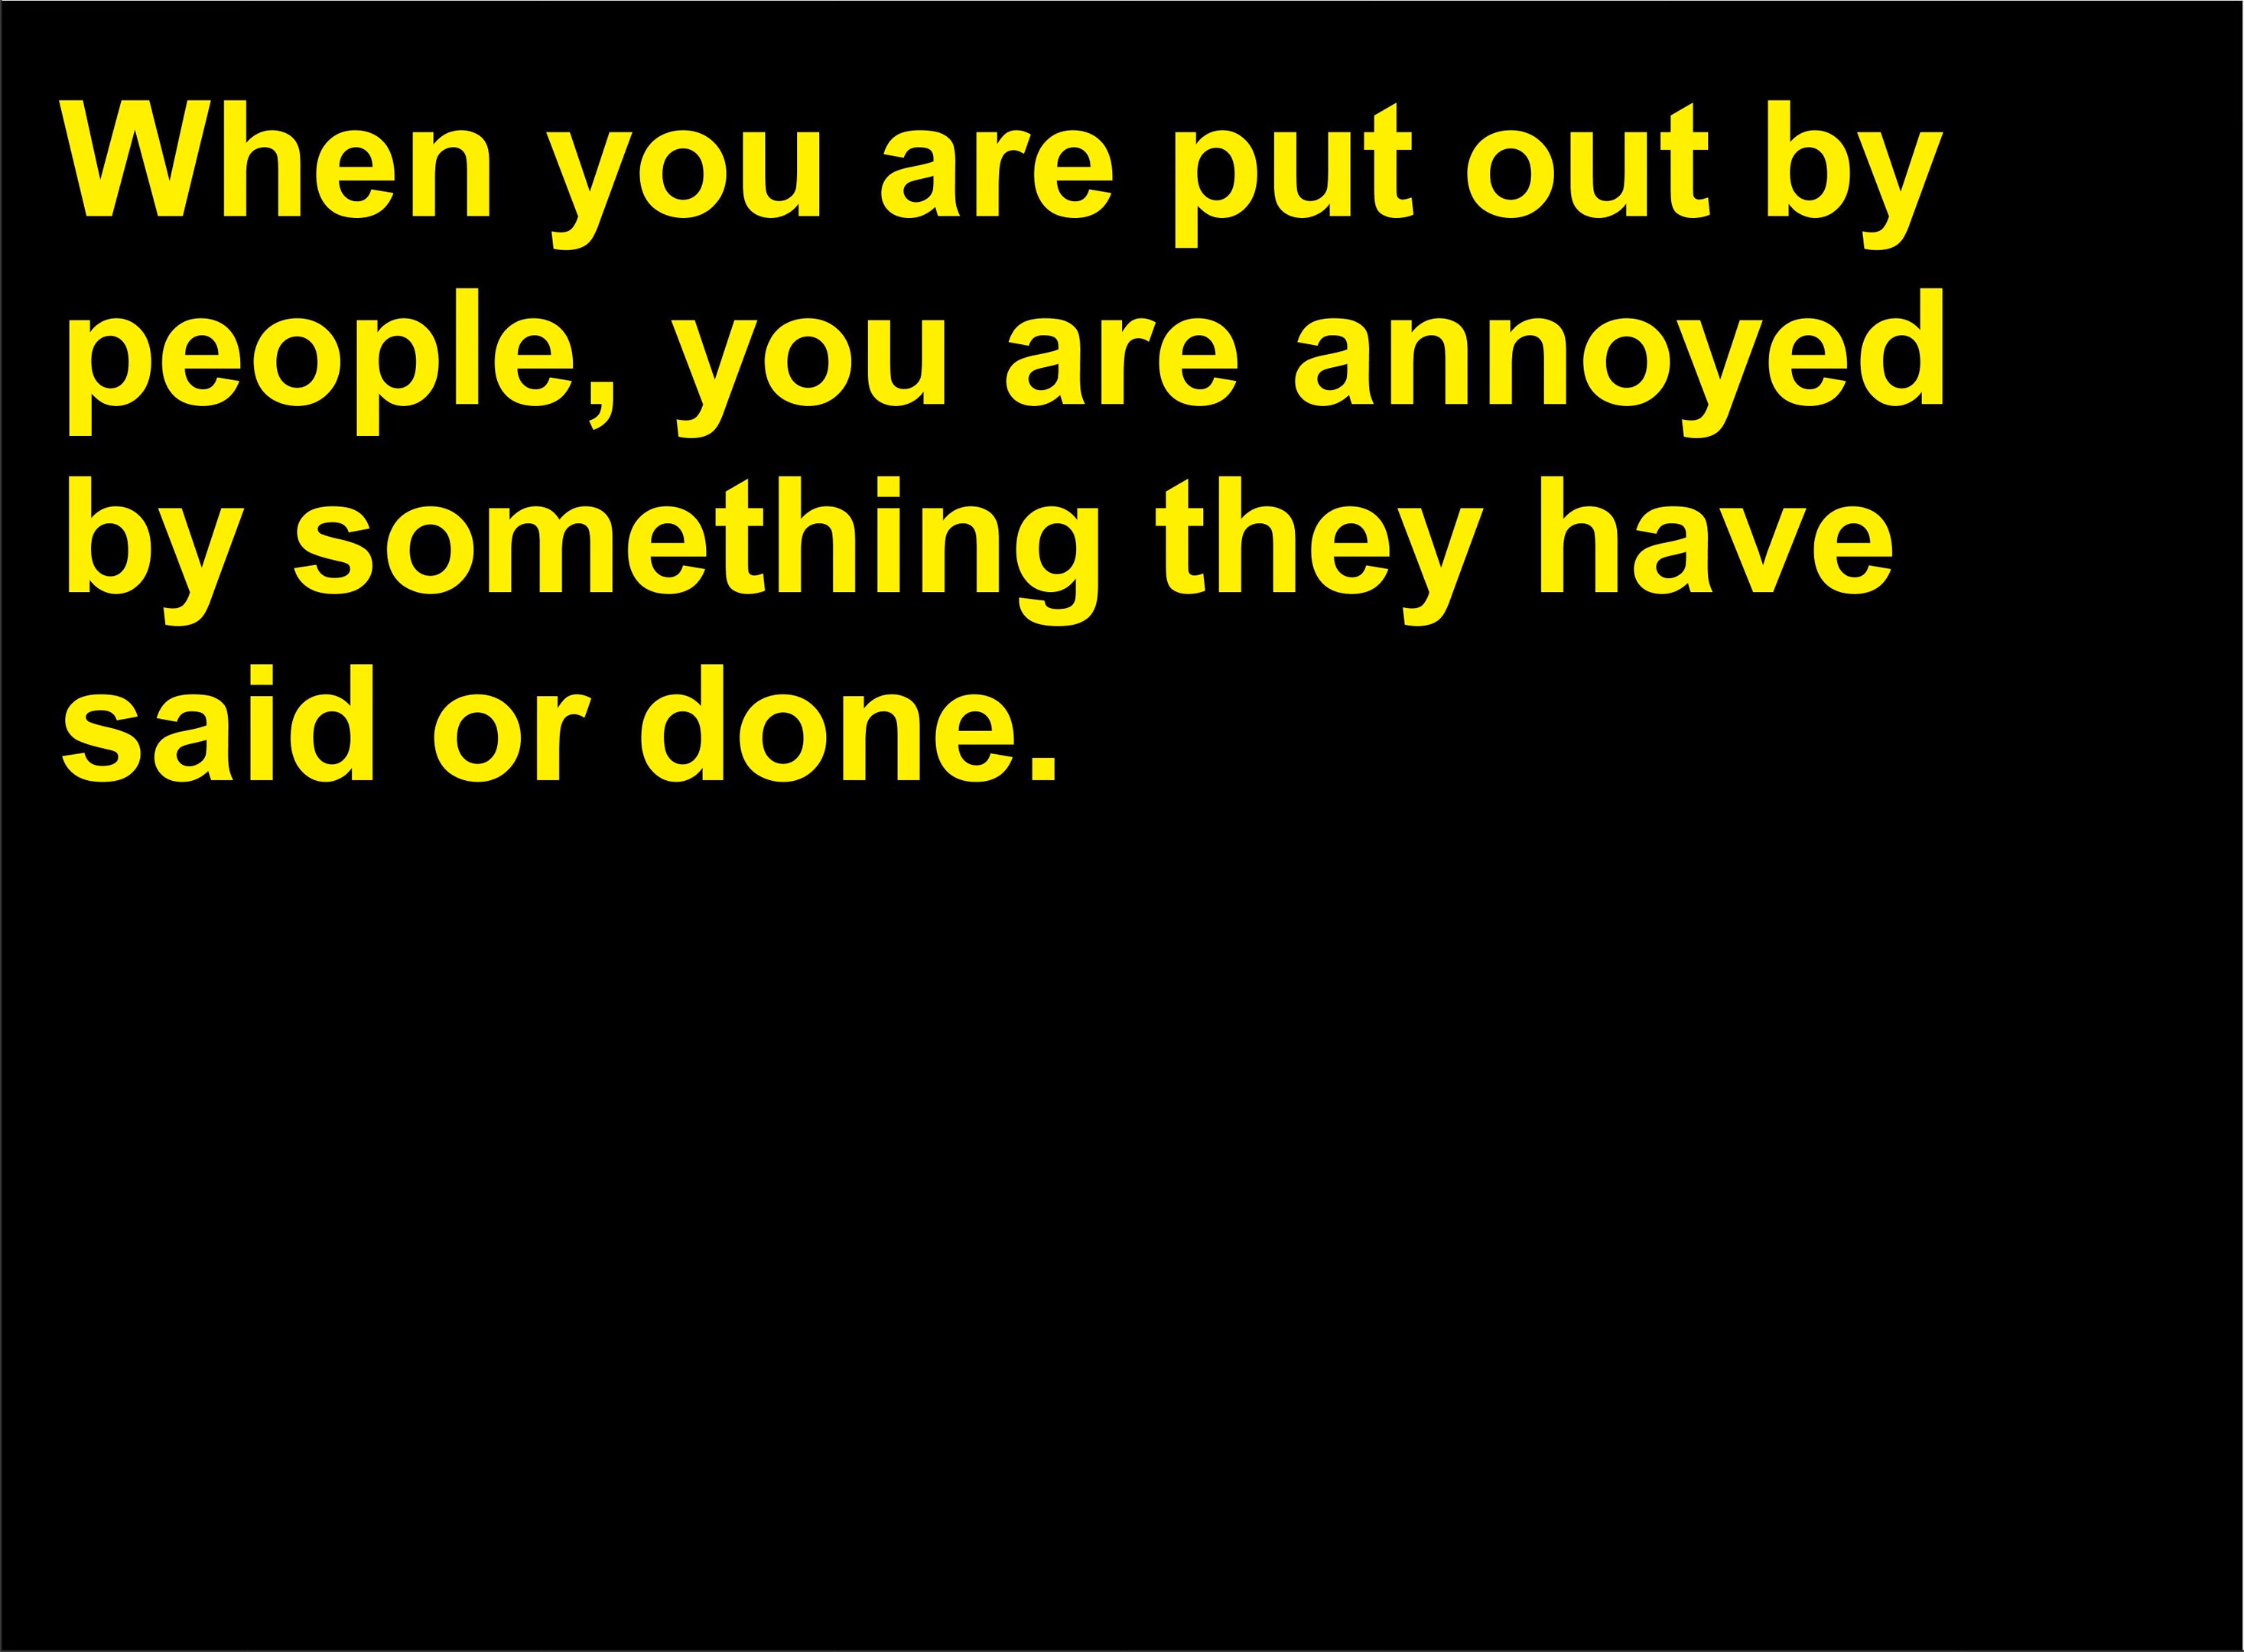 When you are put out by
people, you are annoyed
by something they have
said or done.